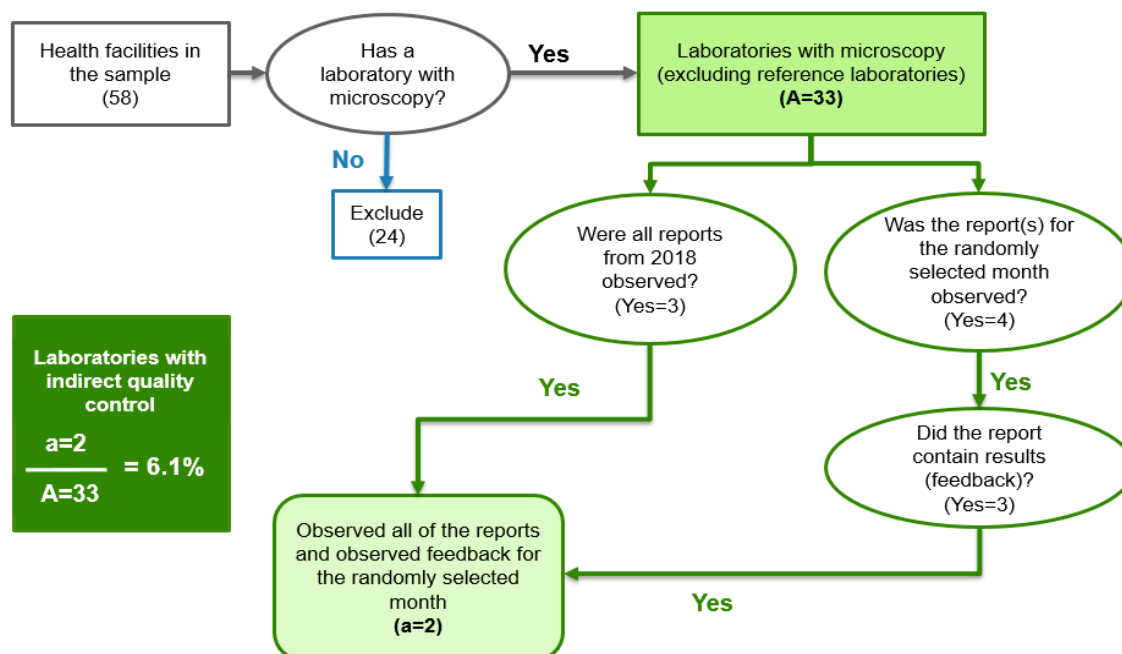 Health facilities in
the sample
(58)
Has a
laboratory with
microscopy?
Yes
Laboratories with microscopy
(excluding reference laboratories)
(A=33)
No
Exclude
(24)
Were all reports
from 2018
observed?
(Yes=3)
Was the report(s) for
the randomly
selected month
observed?
(Yes=4)
Laboratories with
indirect quality
control
a=2
A=33
= 6.1%
Yes
Yes
Did the report
contain results
(feedback)?
(Yes=3)
Observed all of the reports
and observed feedback for
the randomly selected
month
(a=2)
Yes